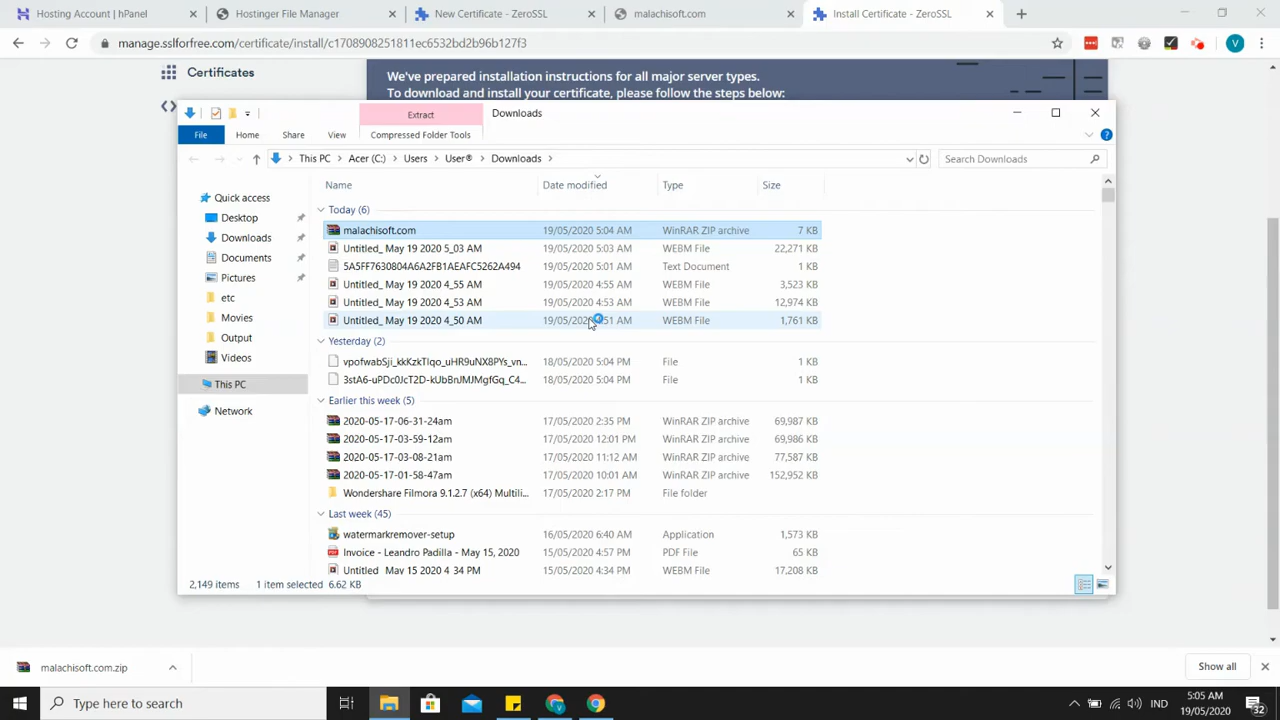 Hosting Account | hPanel
Hostinger File Manager
New Certificate - ZeroSSL
malachisoft.com
Install Certificate - ZeroSSL
manage.sslforfree.com/certificate/install/c1708908251811ec6532bd2b96b127f3
V
Certificates
We've prepared installation instructions for all major server types.
To download and install your certificate, please follow the steps below:
Extract
Downloads
File
Home
Share
View
Compressed Folder Tools
This PC > Acer (C:) > Users > User® > Downloads >
Search Downloads
Name
Date modified
Type
Size
Quick access
Desktop
Downloads
Documents
Pictures
etc
Movies
Output
Videos
This PC
Network
Today (6)
malachisoft.com 19/05/2020 5:04 AM WinRAR ZIP archive 7 KB
Untitled_ May 19 2020 5_03 AM 19/05/2020 5:03 AM WEBM File 22,271 KB
5A5FF7630804A6A2FB1AEAFC5262A494 19/05/2020 5:01 AM Text Document 1 KB
Untitled_ May 19 2020 4_55 AM 19/05/2020 4:55 AM WEBM File 3,523 KB
Untitled_ May 19 2020 4_53 AM 19/05/2020 4:53 AM WEBM File 12,974 KB
Untitled_ May 19 2020 4_50 AM 19/05/2020 :51 AM WEBM File 1,761 KB
Yesterday (2)
vpofwabSji_kkKzkTlqo_uHR9uNX8PYs_vn... 18/05/2020 5:04 PM File 1 KB
3stA6-uPDc0JcT2D-kUbBnJMJMgfGq_C4... 18/05/2020 5:04 PM File 1 KB
Earlier this week (5)
2020-05-17-06-31-24am 17/05/2020 2:35 PM WinRAR ZIP archive 69,987 KB
2020-05-17-03-59-12am 17/05/2020 12:01 PM WinRAR ZIP archive 69,986 KB
2020-05-17-03-08-21am 17/05/2020 11:12 AM WinRAR ZIP archive 77,587 KB
2020-05-17-01-58-47am 17/05/2020 10:01 AM WinRAR ZIP archive 152,952 KB
Wondershare Filmora 9.1.2.7 (x64) Multili... 17/05/2020 2:17 PM File folder
Last week (45)
watermarkremover-setup 16/05/2020 6:40 AM Application 1,573 KB
Invoice - Leandro Padilla - May 15, 2020 15/05/2020 4:57 PM PDF File 65 KB
Untitled_ May 15 2020 4_34 PM 15/05/2020 4:34 PM WEBM File 17,208 KB
2,149 items 1 item selected 6.62 KB
malachisoft.com.zip
Show all
Type here to search
IND
5:05 AM
19/05/2020
32